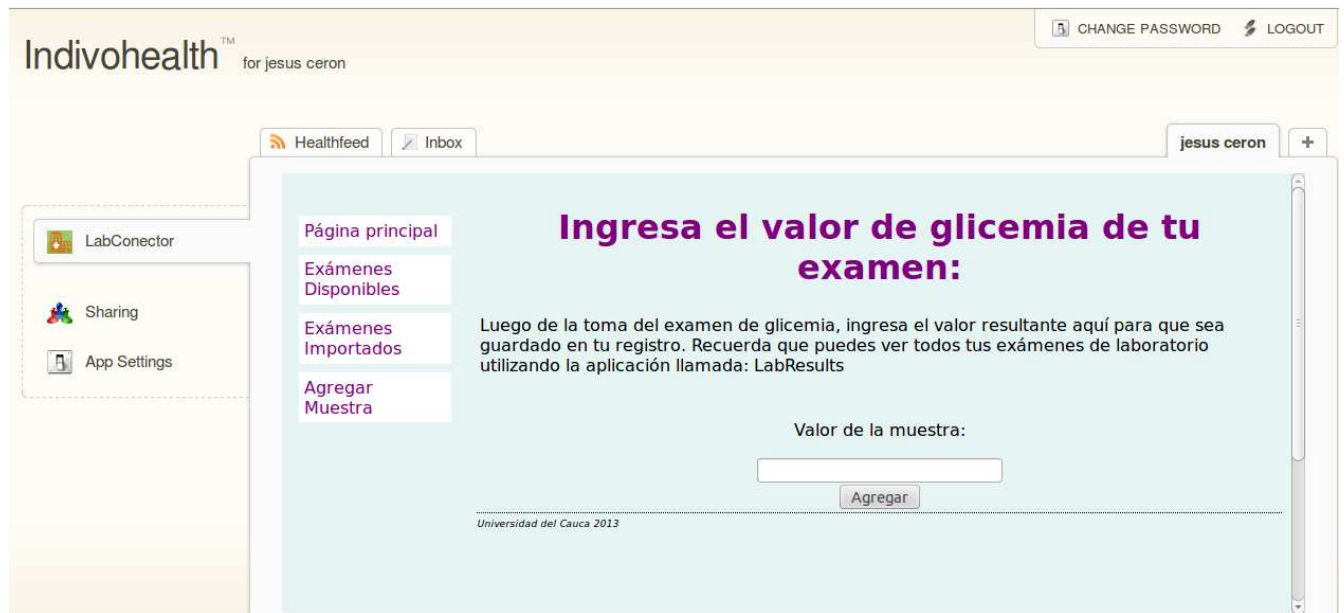 CHANGE PASSWORD LOGOUT
Indivohealth™ for jesus ceron
Healthfeed Inbox jesus ceron +
LabConector
Sharing
App Settings
Página principal
Exámenes
Disponibles
Exámenes
Importados
Agregar
Muestra
Ingresa el valor de glicemia de tu
examen:
Luego de la toma del examen de glicemia, ingresa el valor resultante aquí para que sea
guardado en tu registro. Recuerda que puedes ver todos tus exámenes de laboratorio
utilizando la aplicación llamada: LabResults
Valor de la muestra:
Agregar
Universidad del Cauca 2013